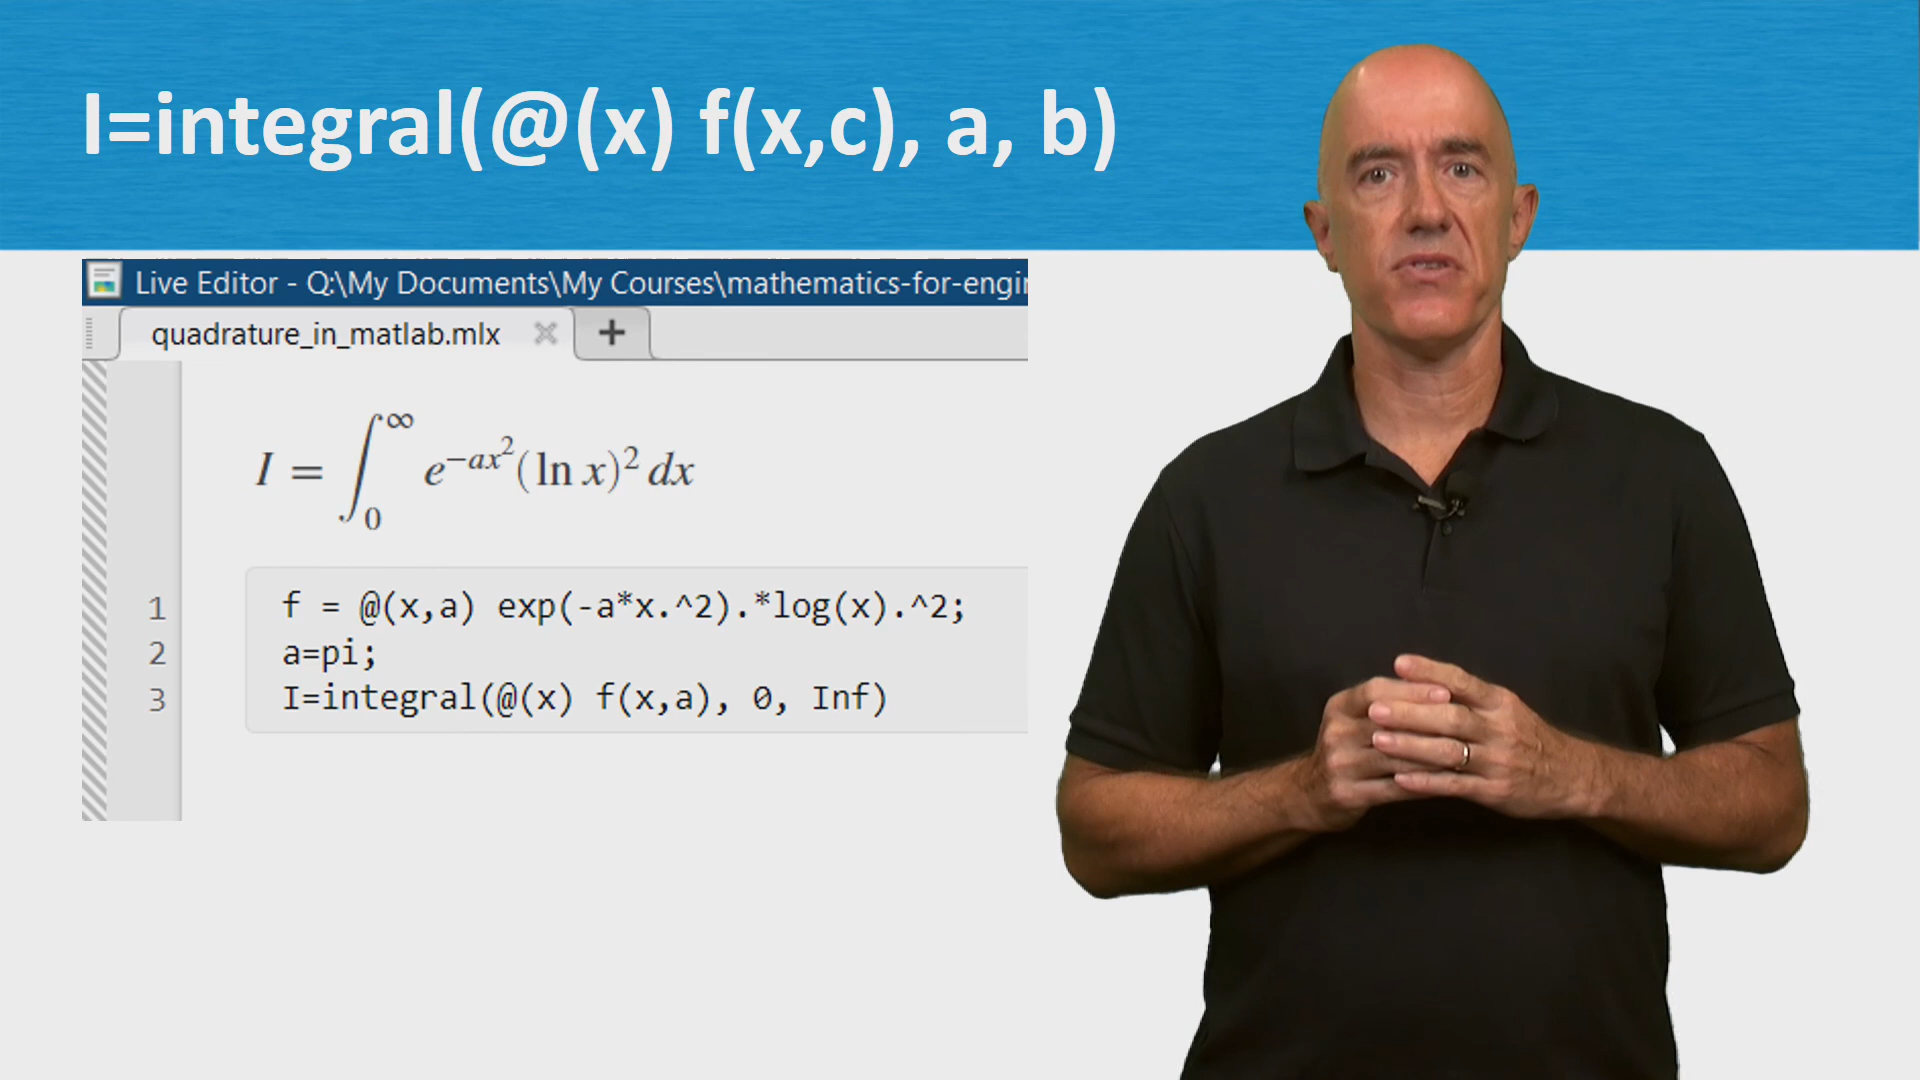 I=integral(@(x) f(x,c), a, b)
Live Editor - Q:\My Documents\My Courses\mathematics-for-engin
quadrature_in_matlab.mlx
I = ∫₀^∞ e^{-ax²}(ln x)² dx
1 f = @(x,a) exp(-a*x.^2).*log(x).^2;
2 a=pi;
3 I=integral(@(x) f(x,a), 0, Inf)